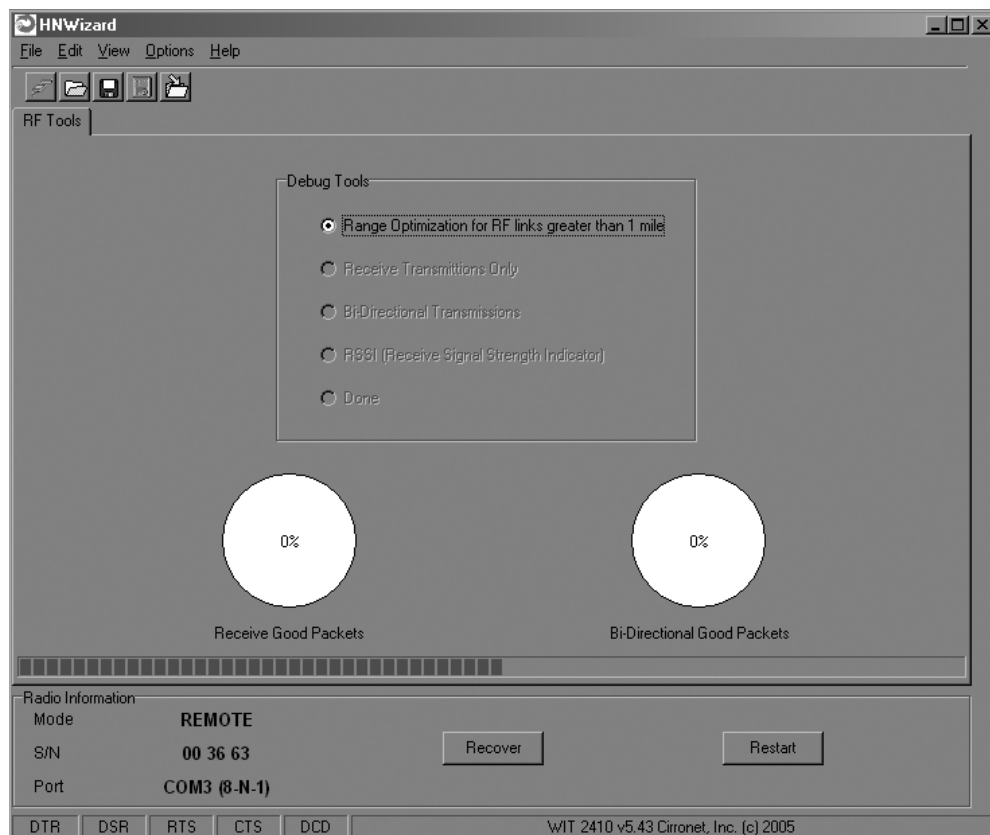 HNWizard
File Edit View Options Help
RF Tools
Debug Tools
Range Optimization for RF links greater than 1 mile
Receive Transmittions Only
Bi-Directional Transmissions
RSSI (Receive Signal Strength Indicator)
Done
0% 0%
Receive Good Packets Bi-Directional Good Packets
Radio Information
Mode REMOTE
S/N 00 36 63 Recover Restart
Port COM3 (8-N-1)
DTR DSR RTS CTS DCD WIT 2410 v5.43 Cirronet, Inc. (c) 2005